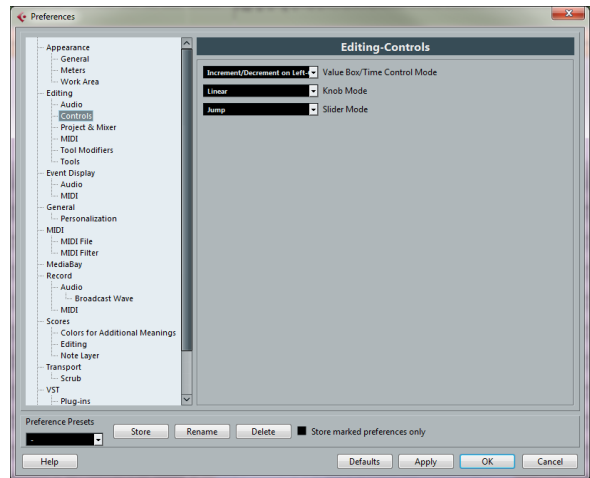 Preferences
Appearance
General
Meters
Work Area
Editing
Audio
Controls
Project & Mixer
MIDI
Tool Modifiers
Tools
Event Display
Audio
MIDI
General
Personalization
MIDI
MIDI File
MIDI Filter
MediaBay
Record
Audio
Broadcast Wave
MIDI
Scores
Colors for Additional Meanings
Editing
Note Layer
Transport
Scrub
VST
Plug-ins
Editing-Controls
Increment/Decrement on Left- Value Box/Time Control Mode
Linear Knob Mode
Jump Slider Mode
Preference Presets
- Store Rename Delete Store marked preferences only
Help Defaults Apply OK Cancel